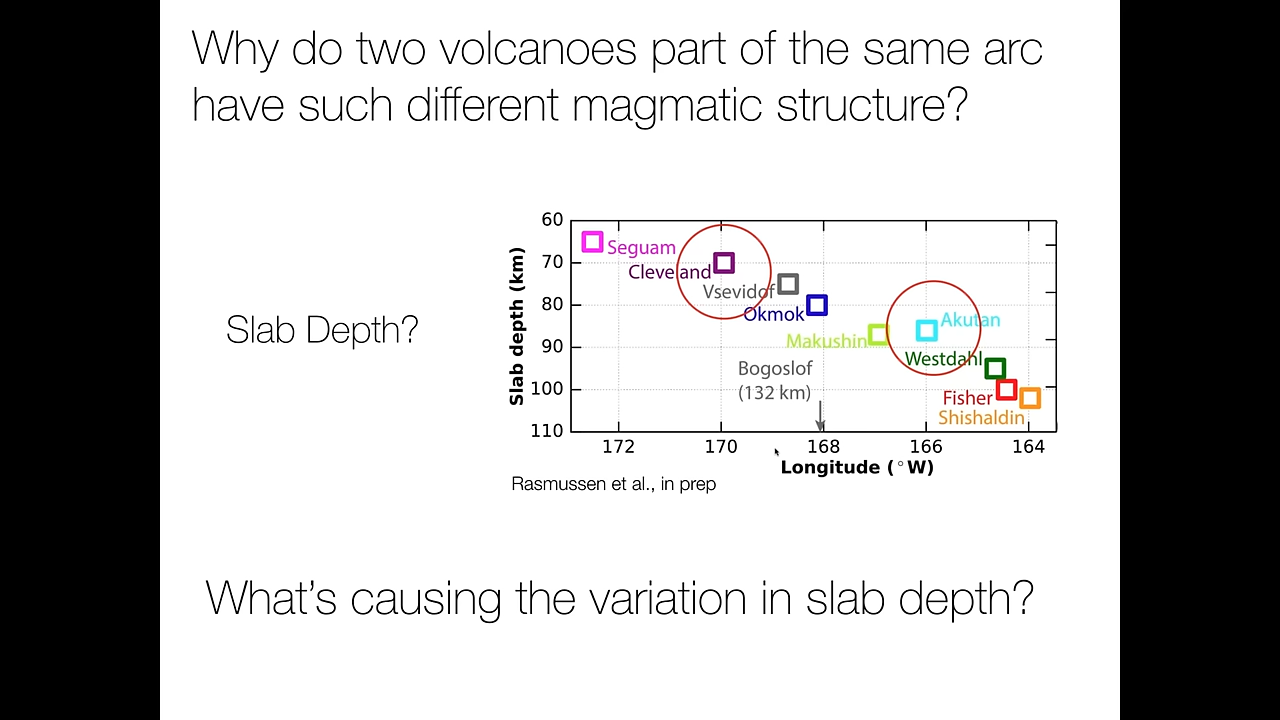 Why do two volcanoes part of the same arc
have such different magmatic structure?
Slab Depth?
Slab depth (km)
60
70
80
90
100
110
Seguam
Cleveland
Vsevidof
Okmok
Makushin
Akutan
Westdahl
Bogoslof
(132 km)
Fisher
Shishaldin
172
170
168
166
164
Longitude (°W)
Rasmussen et al., in prep
What's causing the variation in slab depth?